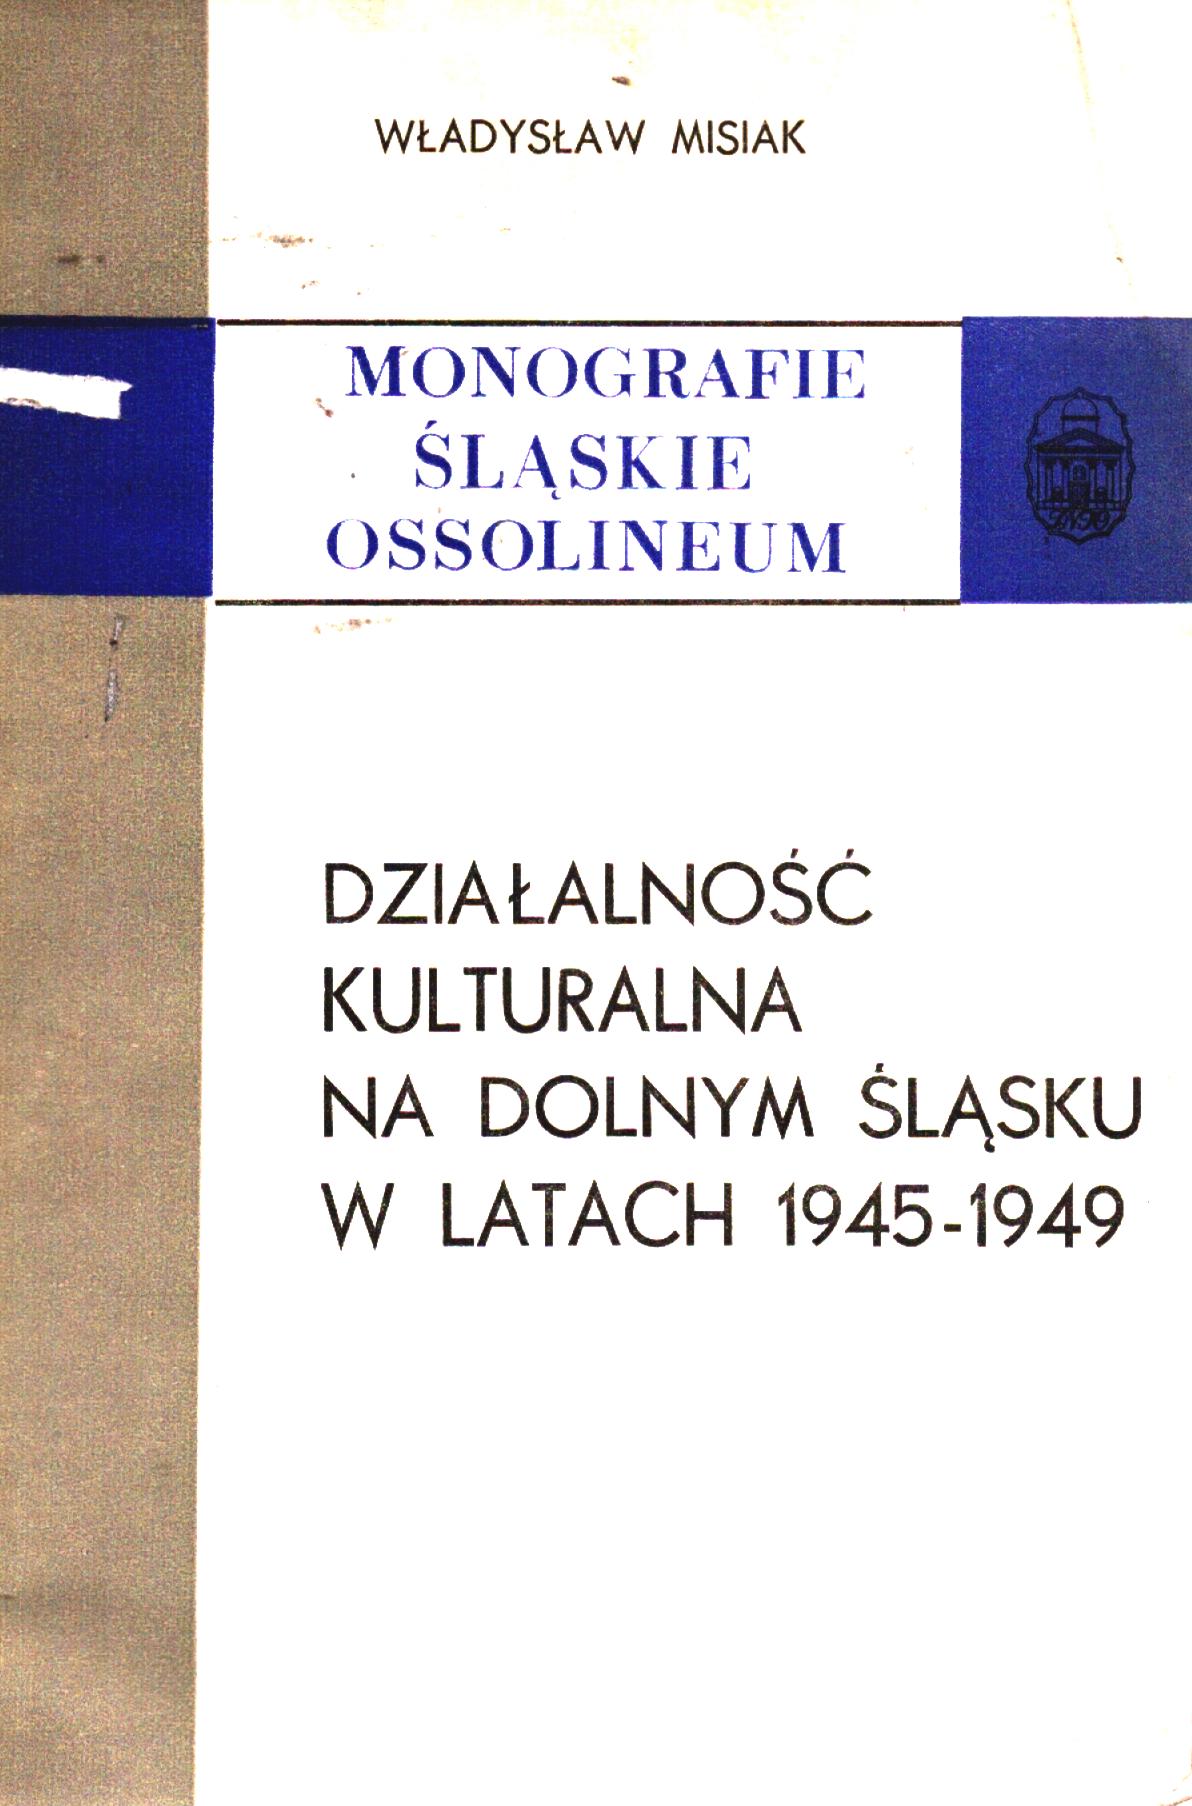 WŁADYSŁAW MISIAK
MONOGRAFIE
ŚLĄSKIE
OSSOLINEUM
DZIAŁALNOŚĆ
KULTURALNA
NA DOLNYM ŚLĄSKU
W LATACH 1945-1949